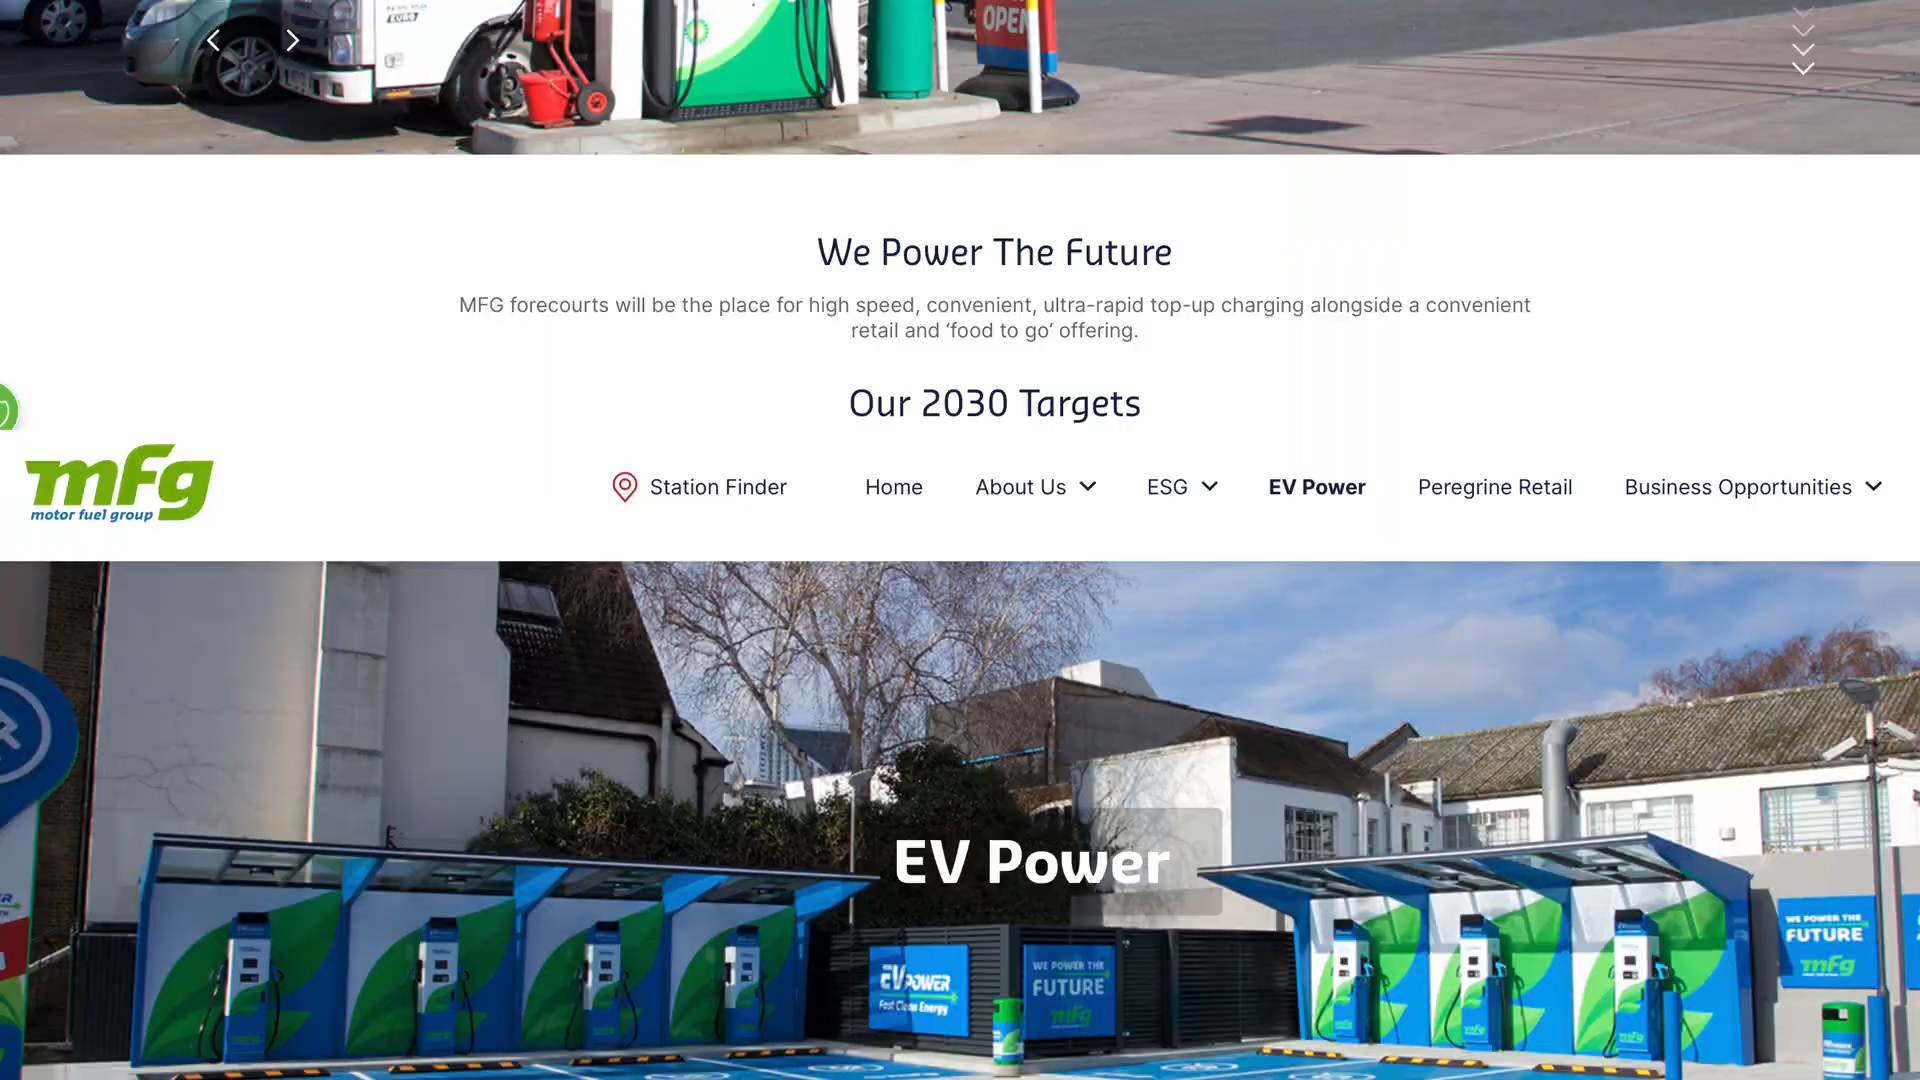 EURO
OPEN
We Power The Future
MFG forecourts will be the place for high speed, convenient, ultra-rapid top-up charging alongside a convenient
retail and ‘food to go’ offering.
Our 2030 Targets
mfg
motor fuel group
Station Finder
Home
About Us
ESG
EV Power
Peregrine Retail
Business Opportunities
EV Power
EVPOWER
Fast Clean Energy
WE POWER THE
FUTURE
mfg
WE POWER THE
FUTURE
mfg